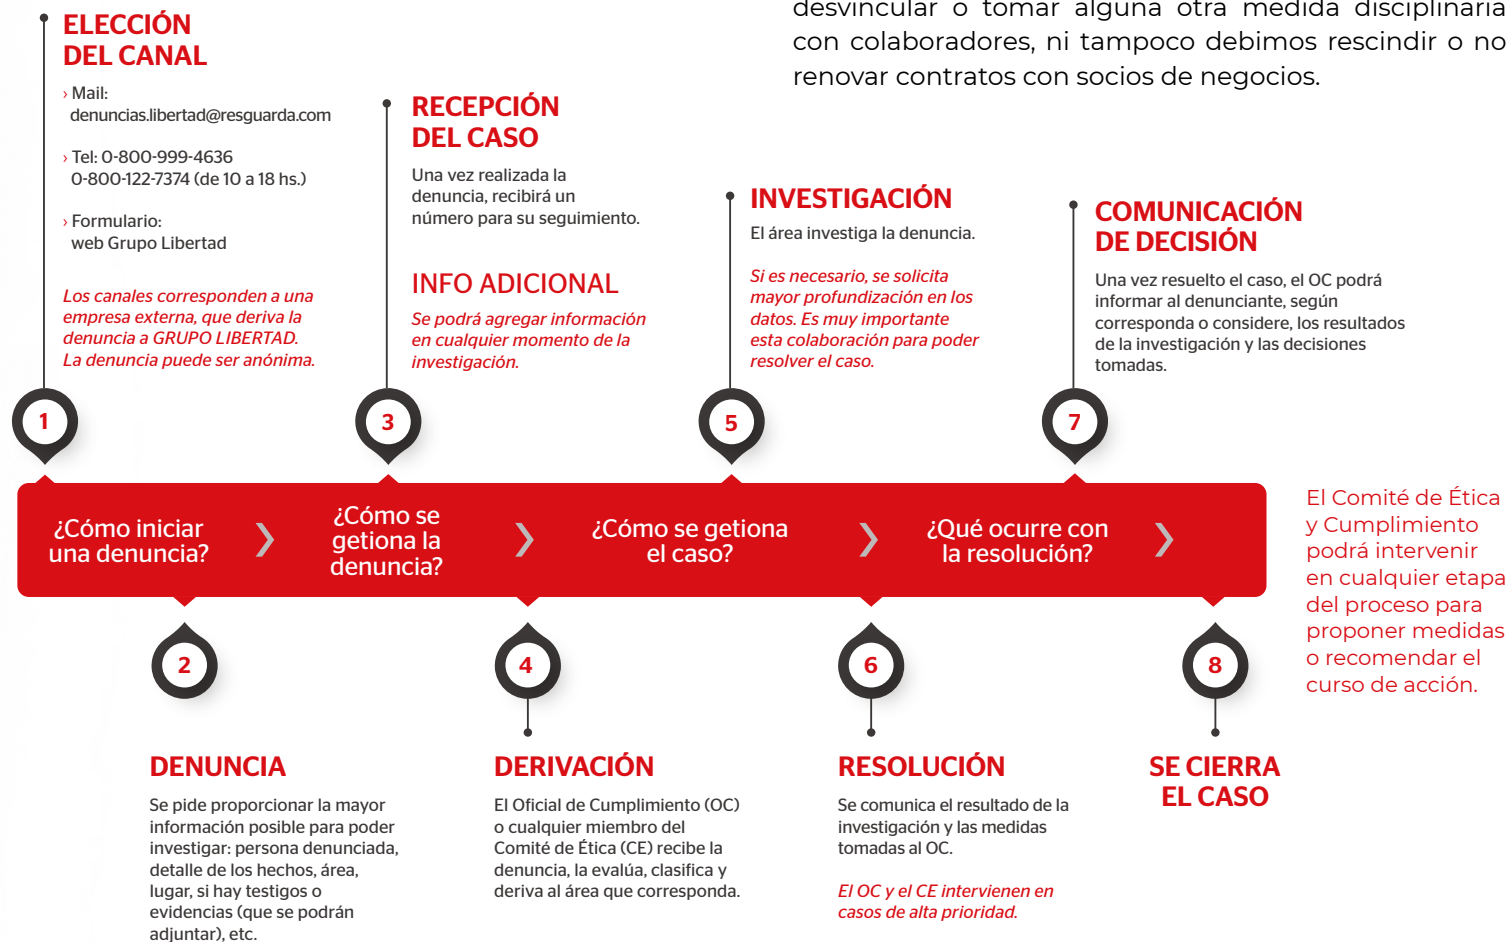 desvincular o tomar alguna otra medida disciplinaria
con colaboradores, ni tampoco debimos rescindir o no
renovar contratos con socios de negocios.
ELECCIÓN
DEL CANAL
› Mail:
denuncias.libertad@resguarda.com
› Tel: 0-800-999-4636
0-800-122-7374 (de 10 a 18 hs.)
› Formulario:
web Grupo Libertad
Los canales corresponden a una
empresa externa, que deriva la
denuncia a GRUPO LIBERTAD.
La denuncia puede ser anónima.
1
RECEPCIÓN
DEL CASO
Una vez realizada la
denuncia, recibirá un
número para su seguimiento.
INFO ADICIONAL
Se podrá agregar información
en cualquier momento de la
investigación.
3
INVESTIGACIÓN
El área investiga la denuncia.
Si es necesario, se solicita
mayor profundización en los
datos. Es muy importante
esta colaboración para poder
resolver el caso.
5
COMUNICACIÓN
DE DECISIÓN
Una vez resuelto el caso, el OC podrá
informar al denunciante, según
corresponda o considere, los resultados
de la investigación y las decisiones
tomadas.
7
¿Cómo iniciar
una denuncia?
¿Cómo se
getiona la
denuncia?
¿Cómo se getiona
el caso?
¿Qué ocurre con
la resolución?
El Comité de Ética
y Cumplimiento
podrá intervenir
en cualquier etapa
del proceso para
proponer medidas
o recomendar el
curso de acción.
2
DENUNCIA
Se pide proporcionar la mayor
información posible para poder
investigar: persona denunciada,
detalle de los hechos, área,
lugar, si hay testigos o
evidencias (que se podrán
adjuntar), etc.
4
DERIVACIÓN
El Oficial de Cumplimiento (OC)
o cualquier miembro del
Comité de Ética (CE) recibe la
denuncia, la evalúa, clasifica y
deriva al área que corresponda.
6
RESOLUCIÓN
Se comunica el resultado de la
investigación y las medidas
tomadas al OC.
El OC y el CE intervienen en
casos de alta prioridad.
8
SE CIERRA
EL CASO